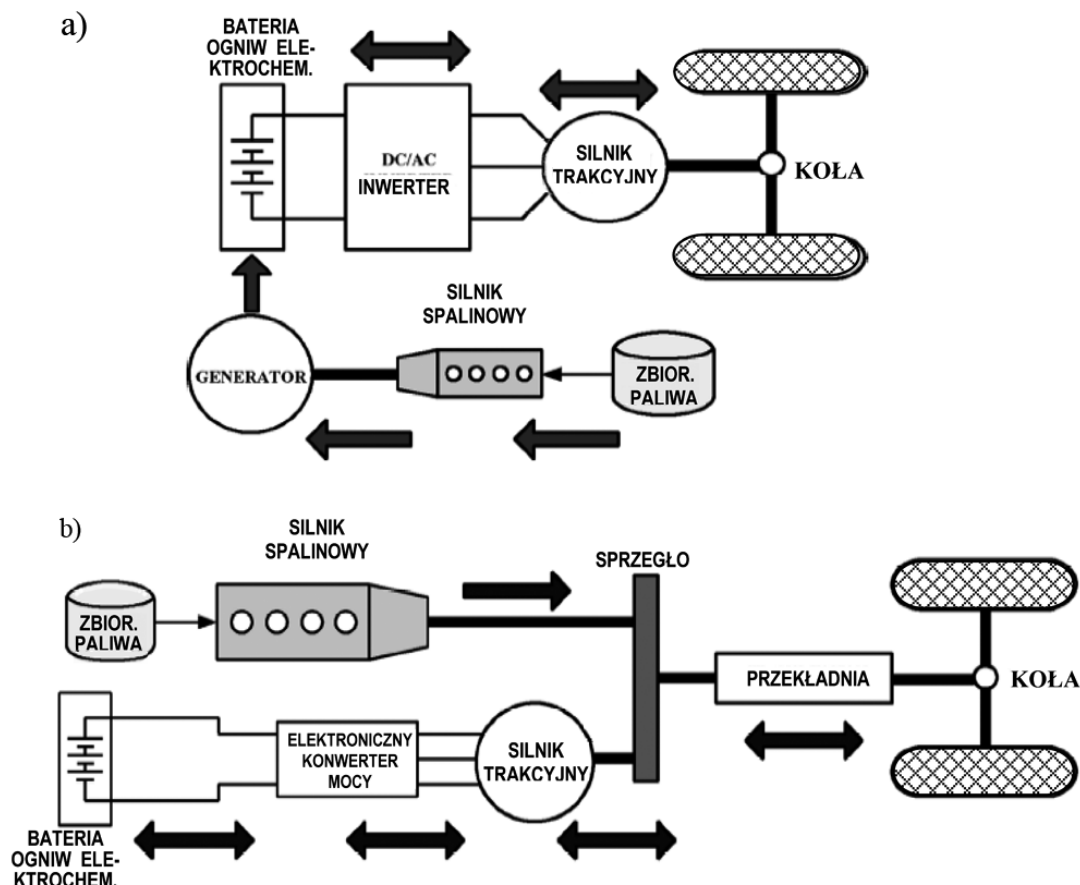 a)
BATERIA
OGNIW ELE-
KTROCHEM.
DC/AC
INWERTER
SILNIK
TRAKCYJNY
KOŁA
SILNIK
SPALINOWY
GENERATOR
ZBIOR.
PALIWA
b)
SILNIK
SPALINOWY
SPRZEGŁO
ZBIOR.
PALIWA
PRZEKŁADNIA
KOŁA
ELEKTRONICZNY
KONWERTER
MOCY
SILNIK
TRAKCYJNY
BATERIA
OGNIW ELE-
KTROCHEM.